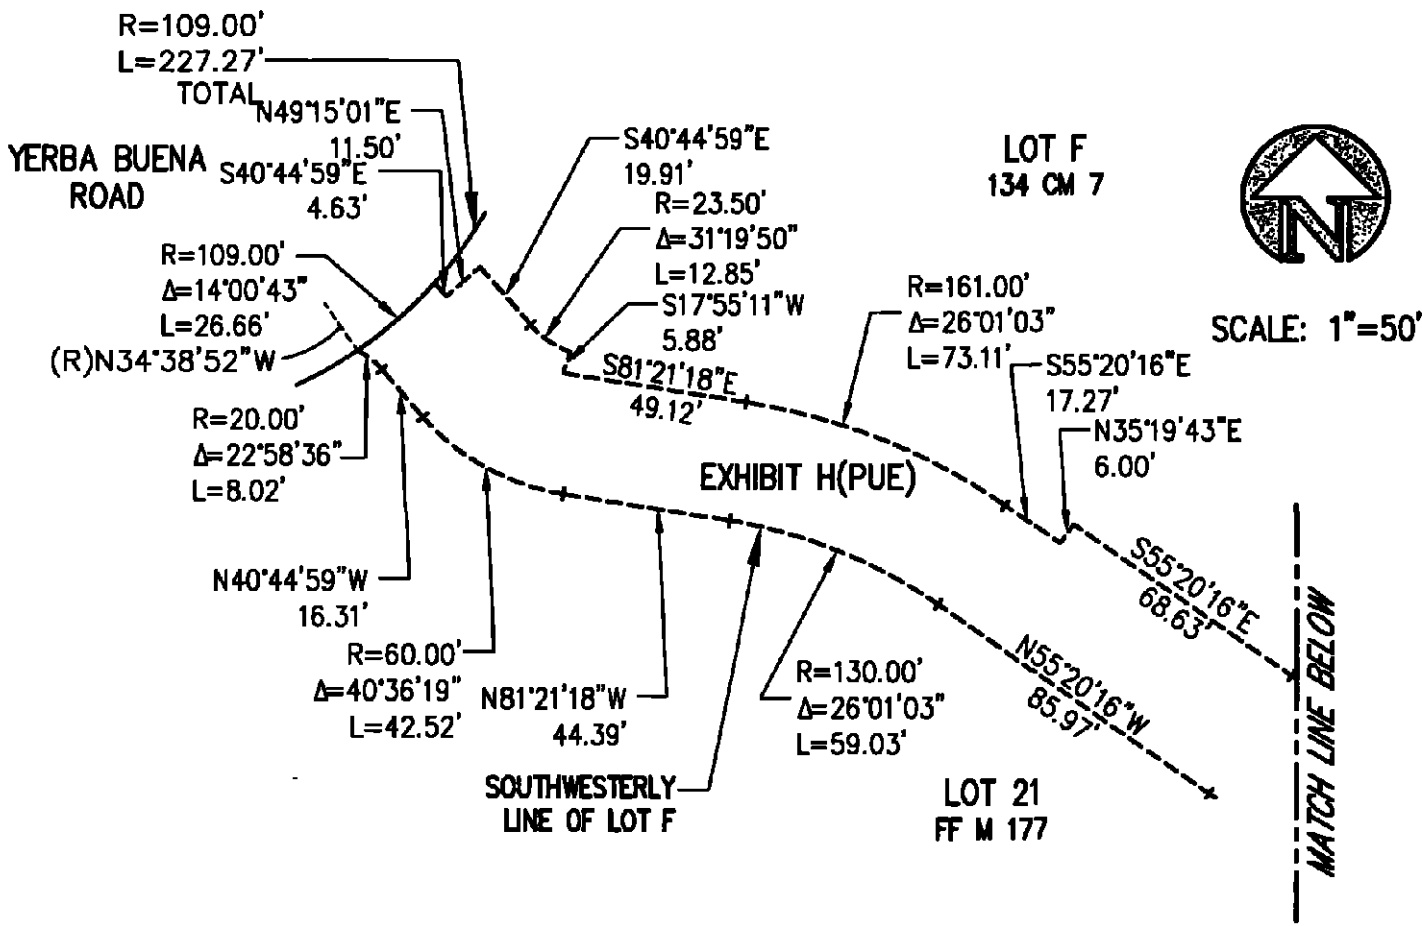 R=109.00'
L=227.27'
TOTAL
N49°15'01"E
11.50'
YERBA BUENA
ROAD
S40°44'59"E
4.63'
S40°44'59"E
19.91'
R=23.50'
Δ=31°19'50"
L=12.85'
S17°55'11"W
5.88'
LOT F
134 CM 7
N
SCALE: 1"=50'
R=109.00'
Δ=14°00'43"
L=26.66'
(R)N34°38'52"W
R=161.00'
Δ=26°01'03"
L=73.11'
S55°20'16"E
17.27'
N35°19'43"E
6.00'
S81°21'18"E
49.12'
R=20.00'
Δ=22°58'36"
L=8.02'
EXHIBIT H(PUE)
S55°20'16"E
68.63'
N40°44'59"W
16.31'
R=60.00'
Δ=40°36'19"
L=42.52'
N81°21'18"W
44.39'
R=130.00'
Δ=26°01'03"
L=59.03'
N55°20'16"W
85.97'
SOUTHWESTERLY
LINE OF LOT F
LOT 21
FF M 177
MATCH LINE BELOW